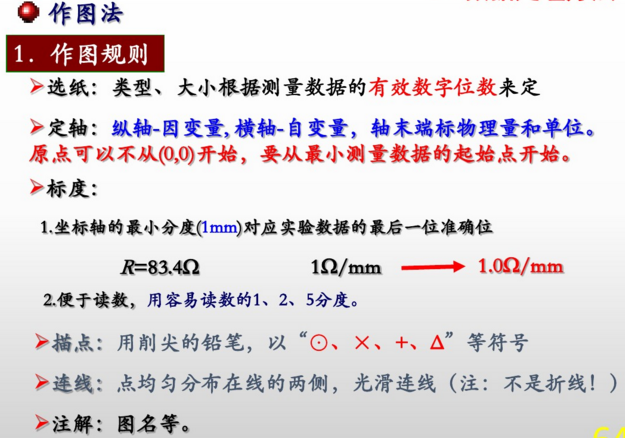 作图法
1．作图规则
➢选纸：类型、大小根据测量数据的有效数字位数来定
➢定轴：纵轴-因变量,横轴-自变量，轴末端标物理量和单位。
原点可以不从(0,0)开始，要从最小测量数据的起始点开始。
➢标度：
1.坐标轴的最小分度(1mm)对应实验数据的最后一位准确位
R=83.4Ω 1Ω/mm 1.0Ω/mm
2.便于读数，用容易读数的1、2、5分度。
➢描点：用削尖的铅笔，以“⊙、×、+、Δ”等符号
➢连线：点均匀分布在线的两侧，光滑连线（注：不是折线！）
➢注解：图名等。